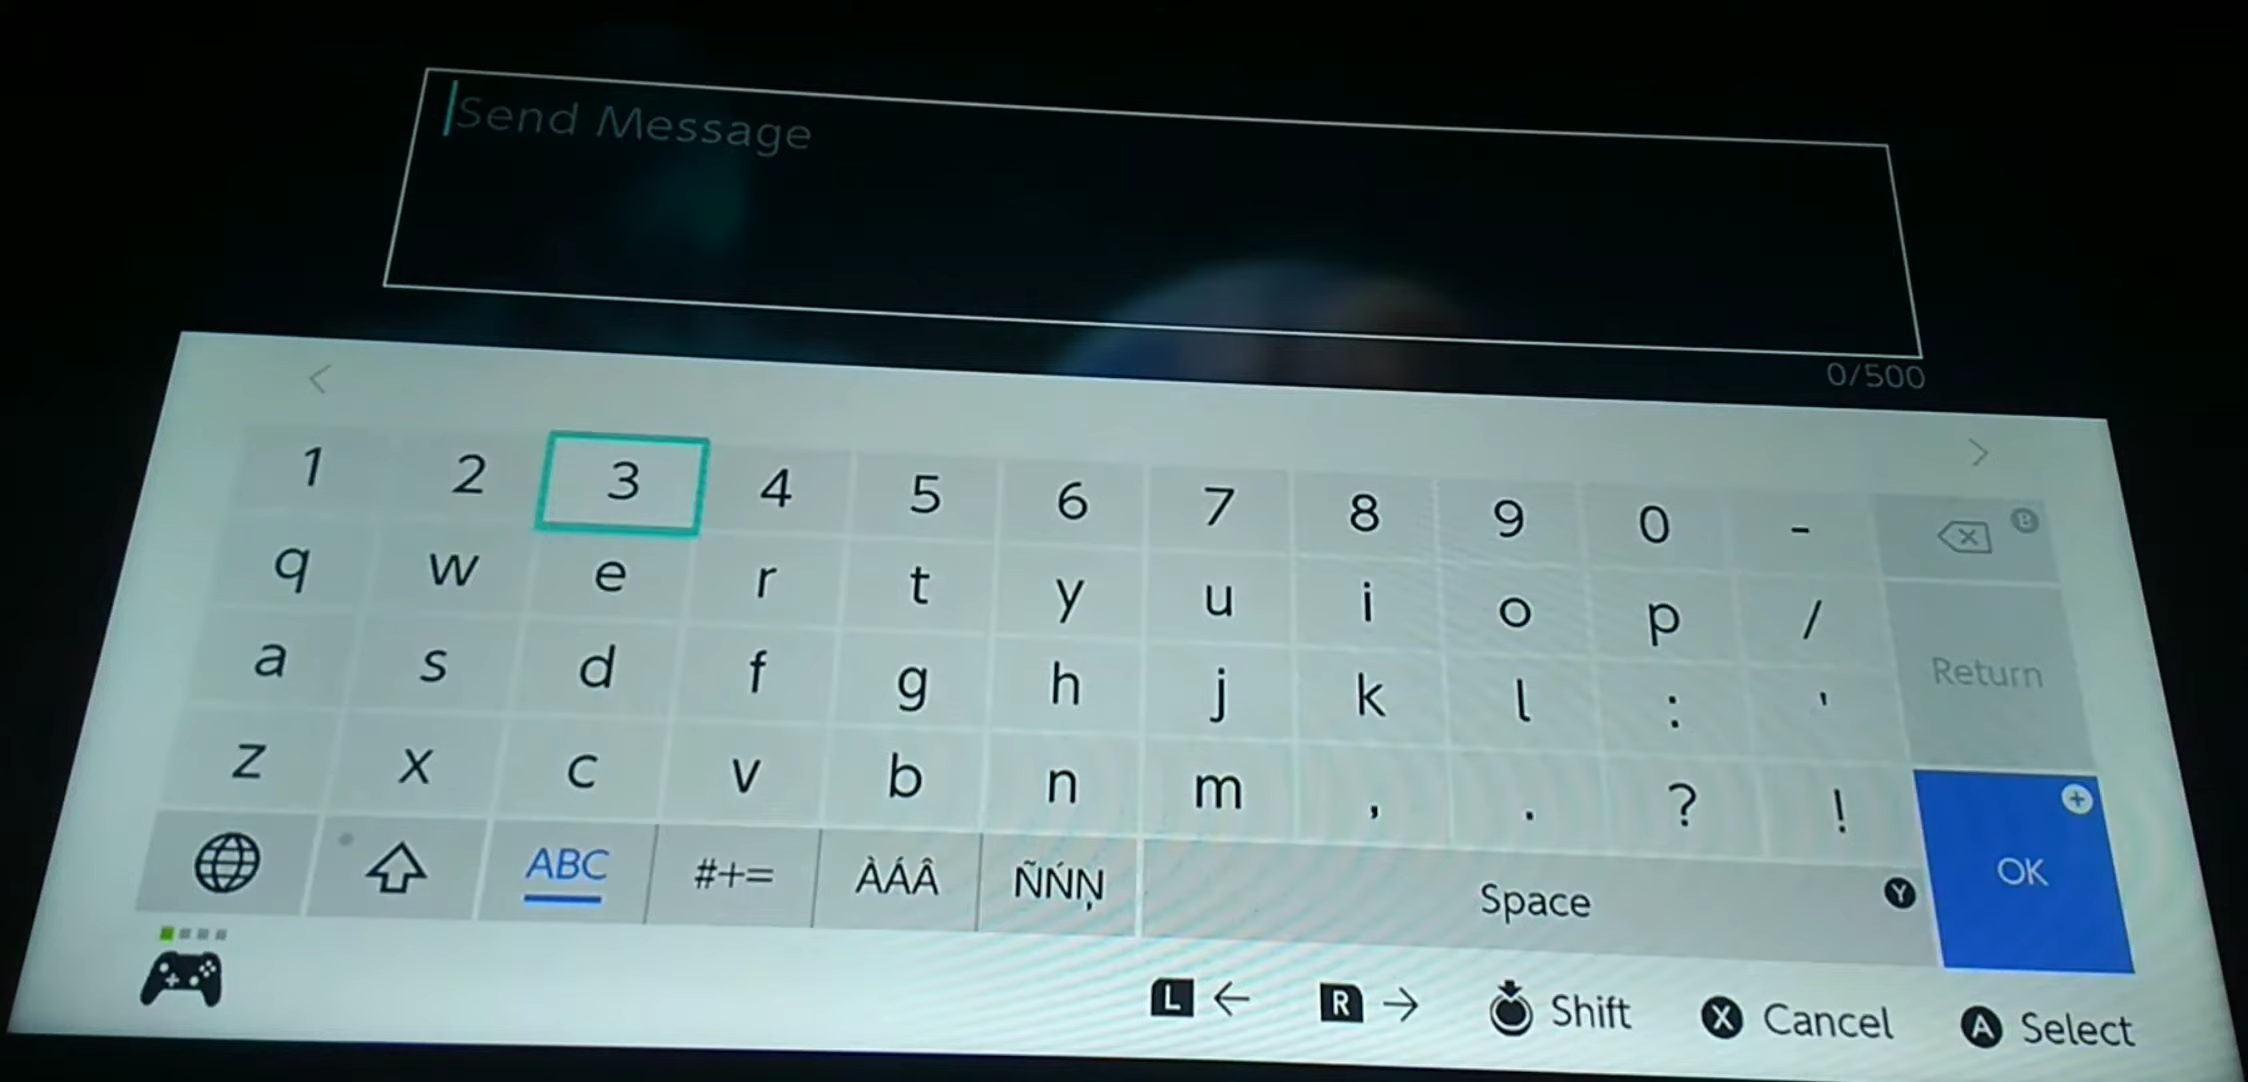 Send Message
0/500
1 2 3 4 5 6 7 8 9 0 - B
q w e r t y u i o p /
a s d f g h j k l : ' Return
z x c v b n m , . ? ! +
ABC #+= ÀÁÂ ÑŃŅ Space Y OK
L ← R → Shift X Cancel A Select